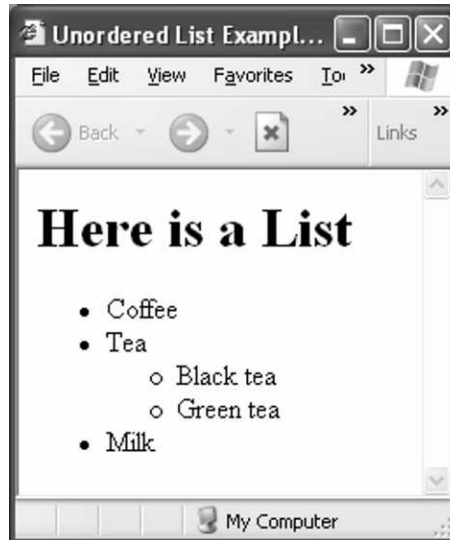 Unordered List Exampl...
File Edit View Favorites To »
Back » Links »
Here is a List
• Coffee
• Tea
○ Black tea
○ Green tea
• Milk
My Computer